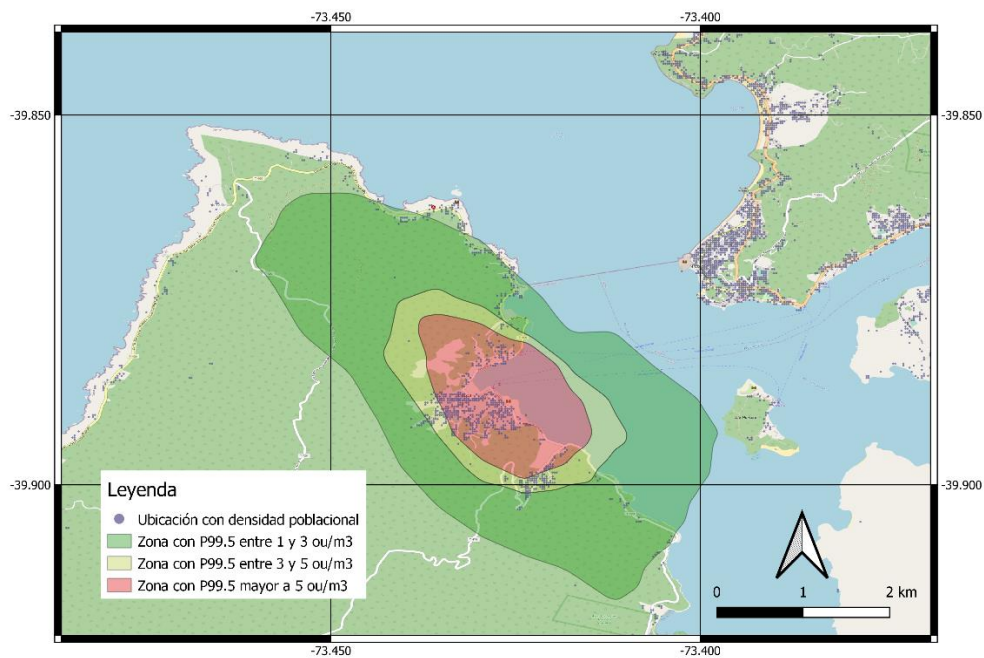 -73.450
-73.400
-39.850
-39.850
-39.900
-39.900
Leyenda
Ubicación con densidad poblacional
Zona con P99.5 entre 1 y 3 ou/m3
Zona con P99.5 entre 3 y 5 ou/m3
Zona con P99.5 mayor a 5 ou/m3
0
1
2 km
-73.450
-73.400